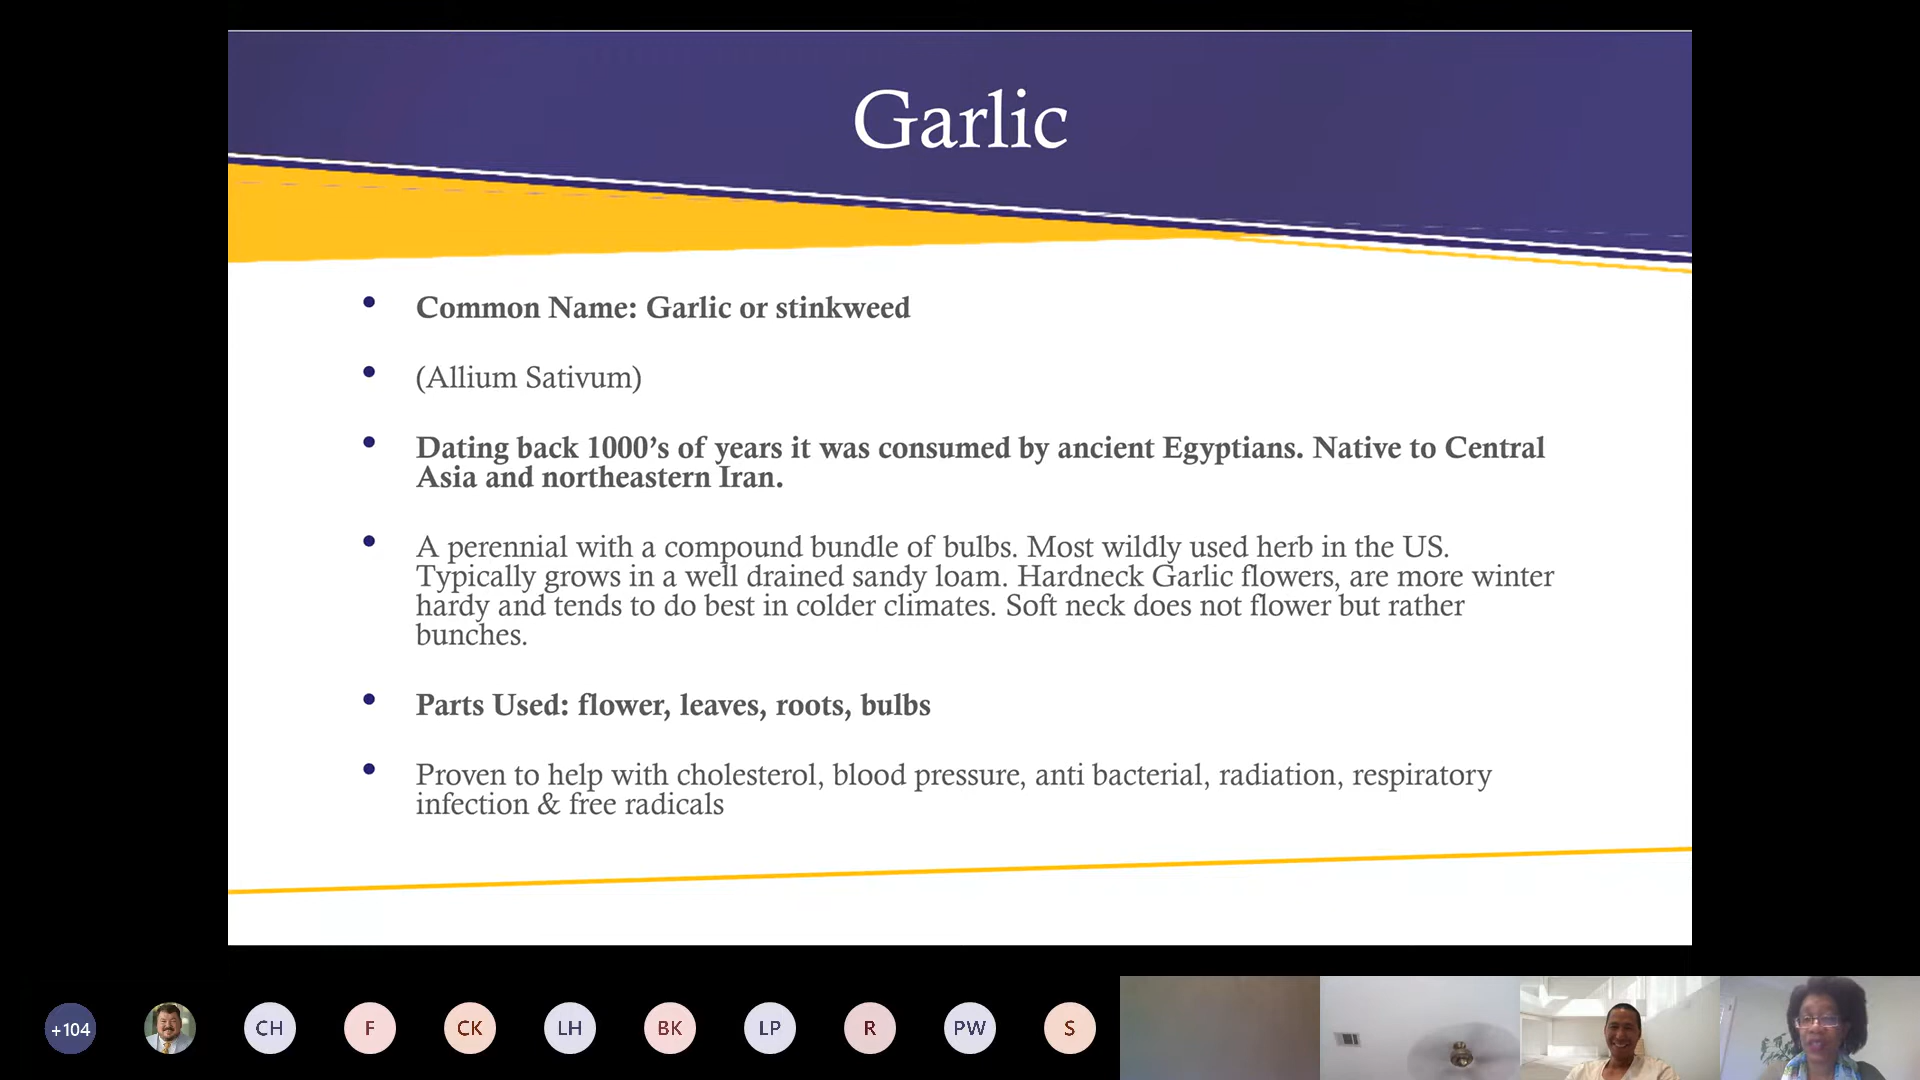 Garlic
• Common Name: Garlic or stinkweed
• (Allium Sativum)
• Dating back 1000’s of years it was consumed by ancient Egyptians. Native to Central
Asia and northeastern Iran.
• A perennial with a compound bundle of bulbs. Most wildly used herb in the US.
Typically grows in a well drained sandy loam. Hardneck Garlic flowers, are more winter
hardy and tends to do best in colder climates. Soft neck does not flower but rather
bunches.
• Parts Used: flower, leaves, roots, bulbs
• Proven to help with cholesterol, blood pressure, anti bacterial, radiation, respiratory
infection & free radicals
+104 CH F CK LH BK LP R PW S